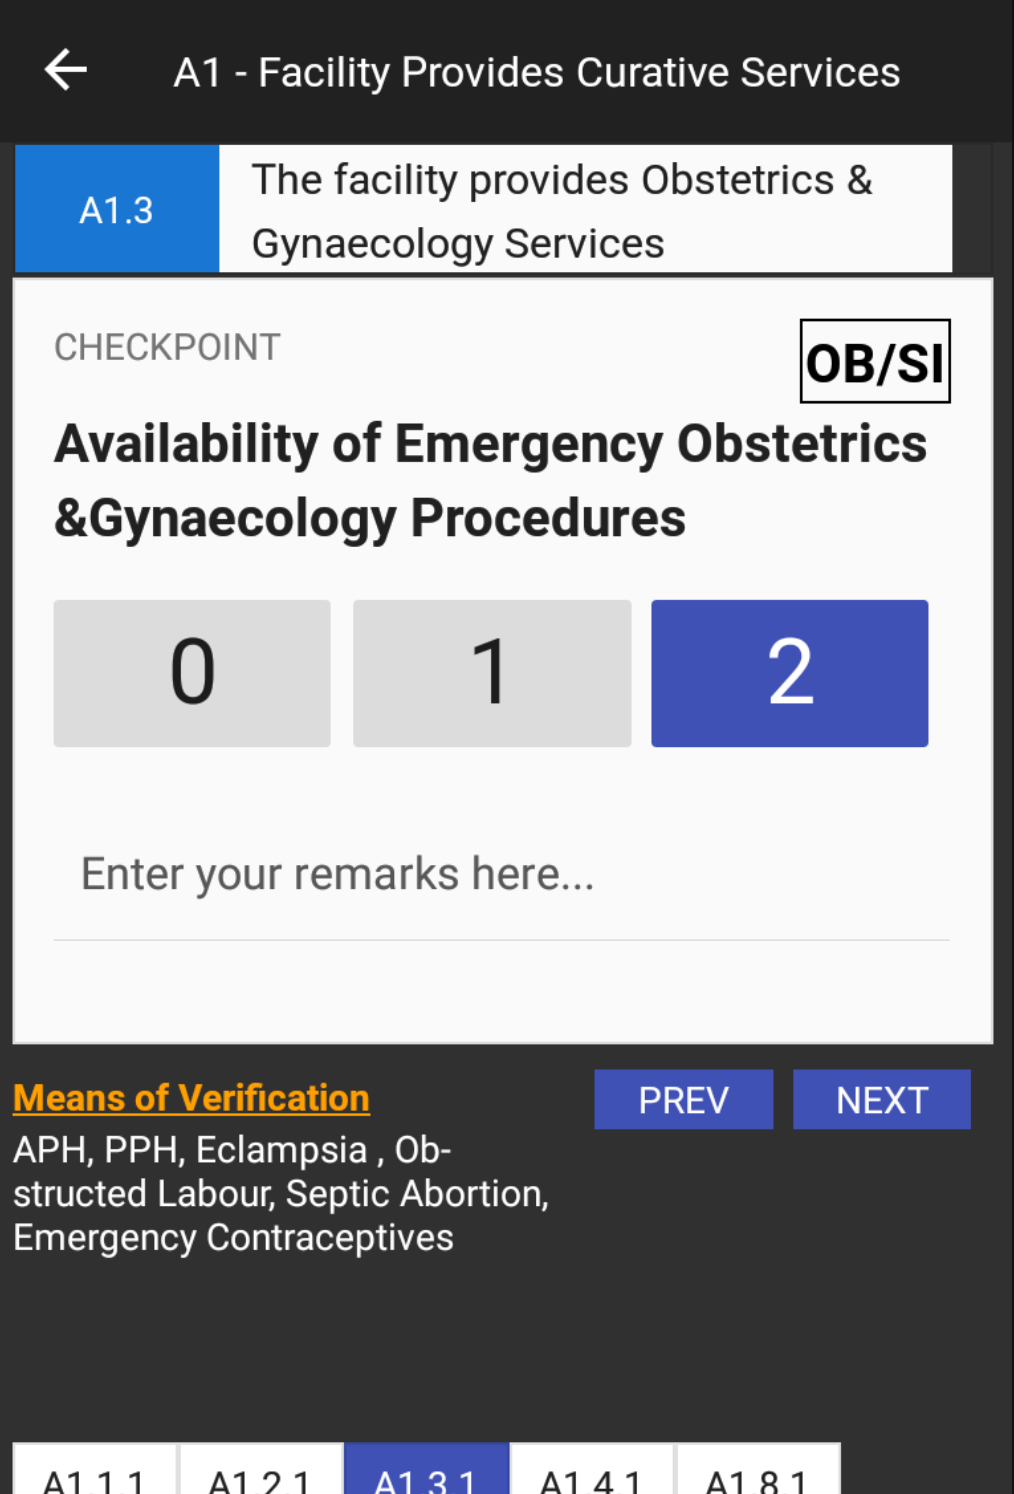 A1 - Facility Provides Curative Services
A1.3
The facility provides Obstetrics &
Gynaecology Services
CHECKPOINT
OB/SI
Availability of Emergency Obstetrics
&Gynaecology Procedures
0 1 2
Enter your remarks here...
Means of Verification
PREV NEXT
APH, PPH, Eclampsia , Ob-
structed Labour, Septic Abortion,
Emergency Contraceptives
A1.1.1 A1.2.1 A1.3.1 A1.4.1 A1.8.1